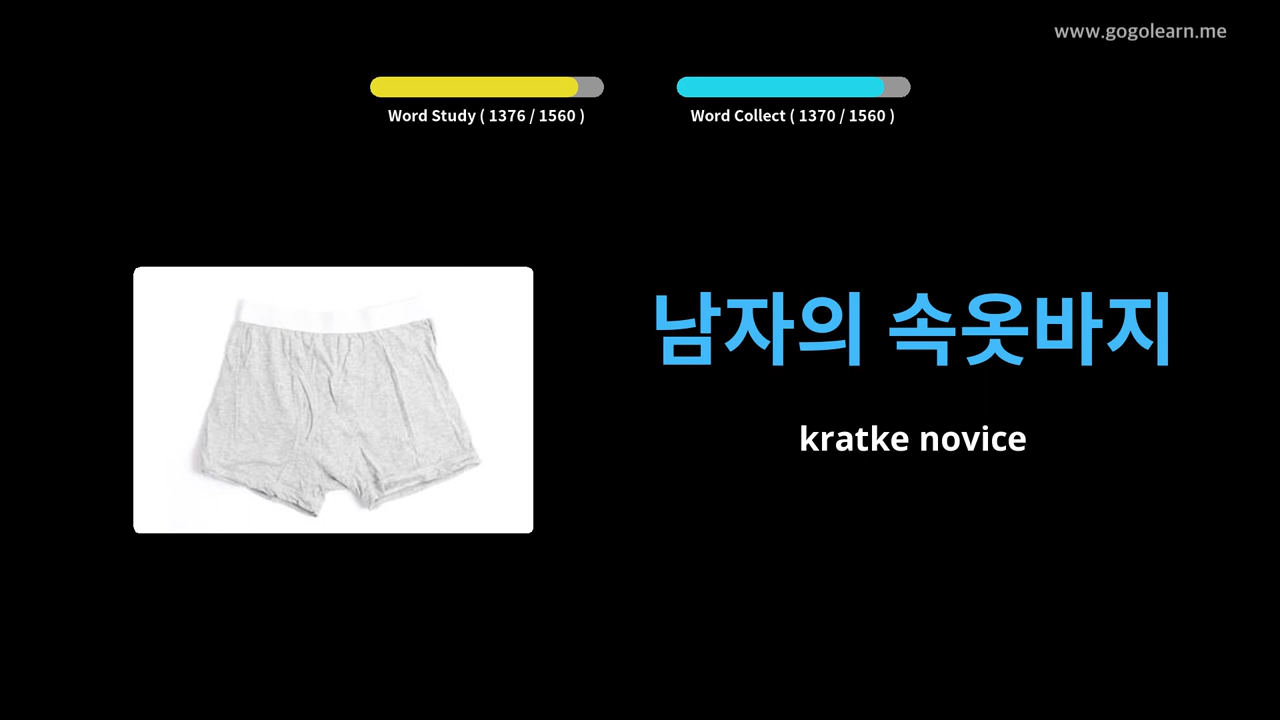 www.gogolearn.me
Word Study ( 1376 / 1560 )
Word Collect ( 1370 / 1560 )
남자의 속옷바지
kratke novice